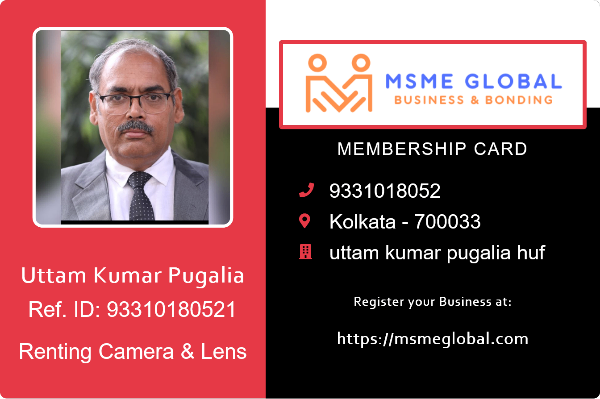 Uttam Kumar Pugalia
Ref. ID: 93310180521
Renting Camera & Lens
MSME GLOBAL
BUSINESS & BONDING
MEMBERSHIP CARD
9331018052
Kolkata - 700033
uttam kumar pugalia huf
Register your Business at:
https://msmeglobal.com